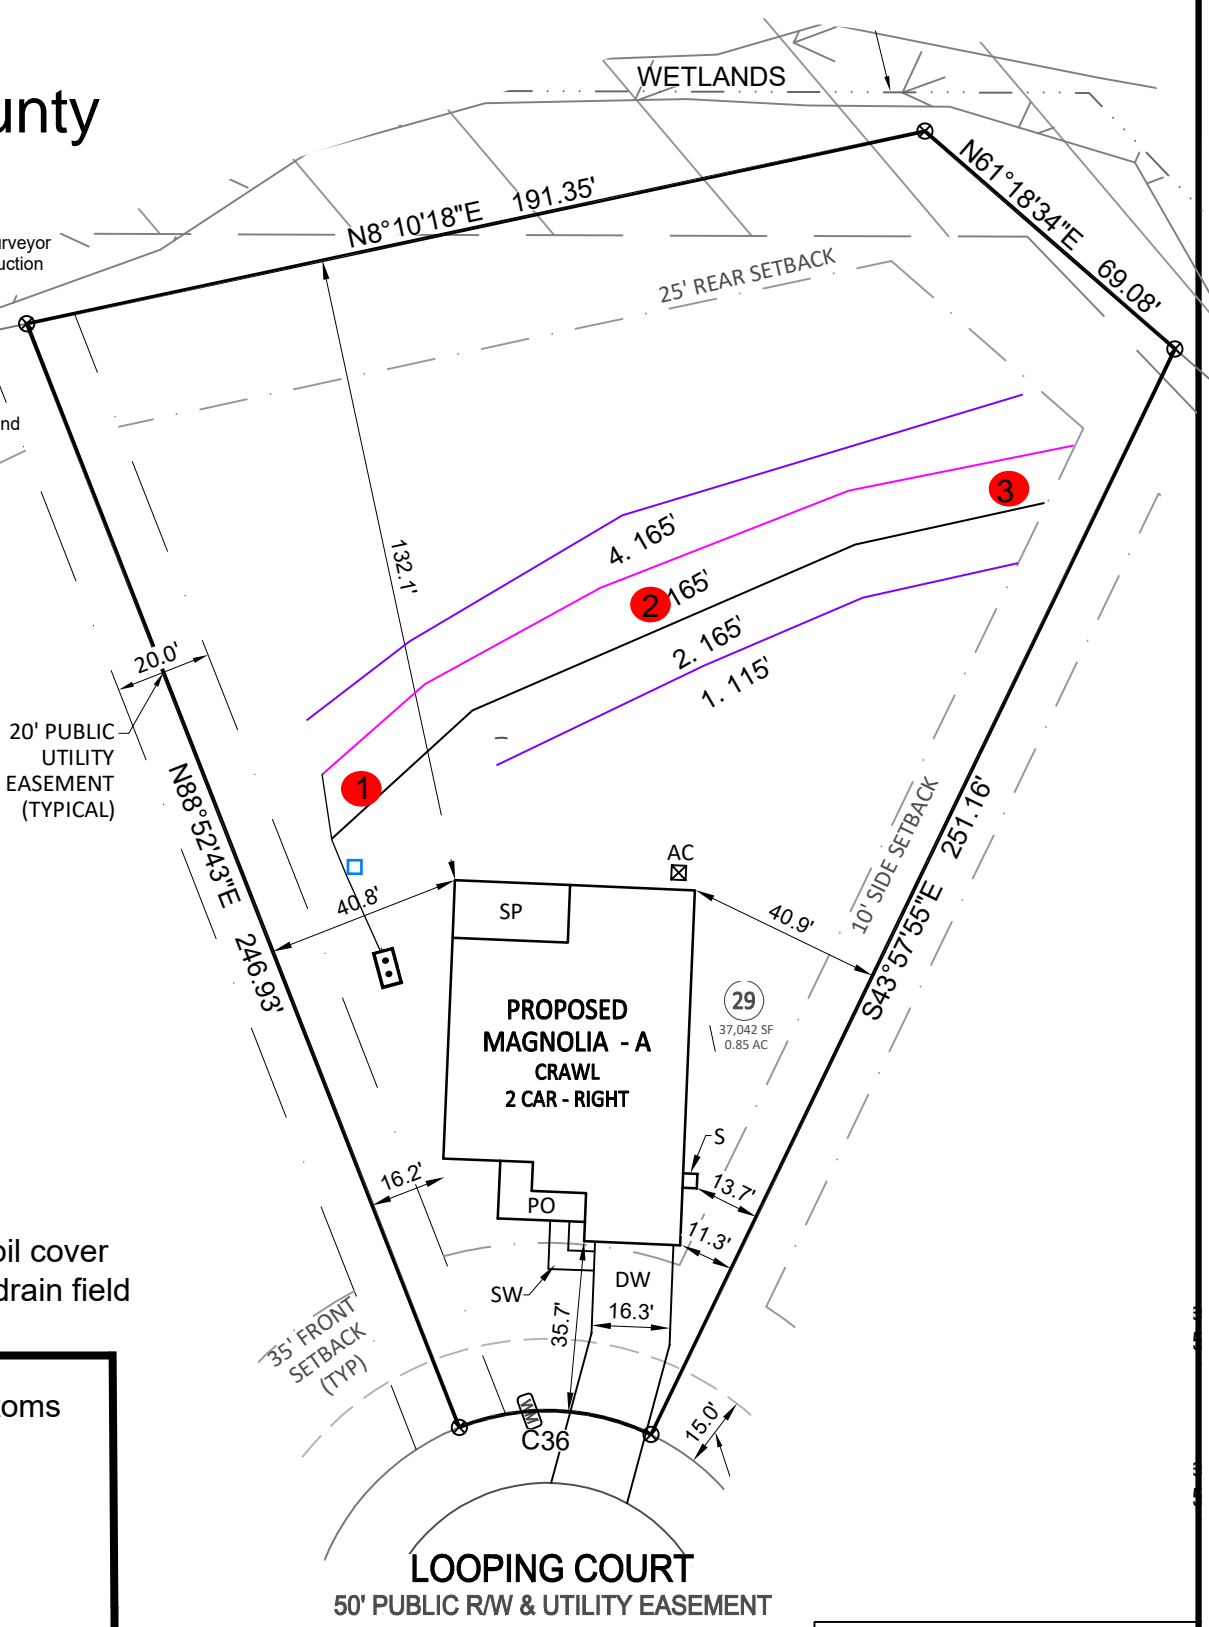 unty
WETLANDS
N8°10'18"E 191.35'
N61°18'34"E 69.08'
urveyor
uction
25' REAR SETBACK
nd
3
4. 165'
132.1'
2 165'
2. 165'
1. 115'
20.0'
20' PUBLIC
UTILITY
EASEMENT
(TYPICAL)
1
N88°52'43"E 246.93'
10' SIDE SETBACK
S43°57'55"E 251.16'
AC
40.8'
SP
40.9'
PROPOSED
MAGNOLIA - A
CRAWL
2 CAR - RIGHT
29
37,042 SF
0.85 AC
S
16.2'
13.7'
PO
11.3'
oil cover
drain field
SW
DW
16.3'
35.7'
35' FRONT
SETBACK
(TYP)
ooms
WM
C36
15.0'
LOOPING COURT
50' PUBLIC R/W & UTILITY EASEMENT